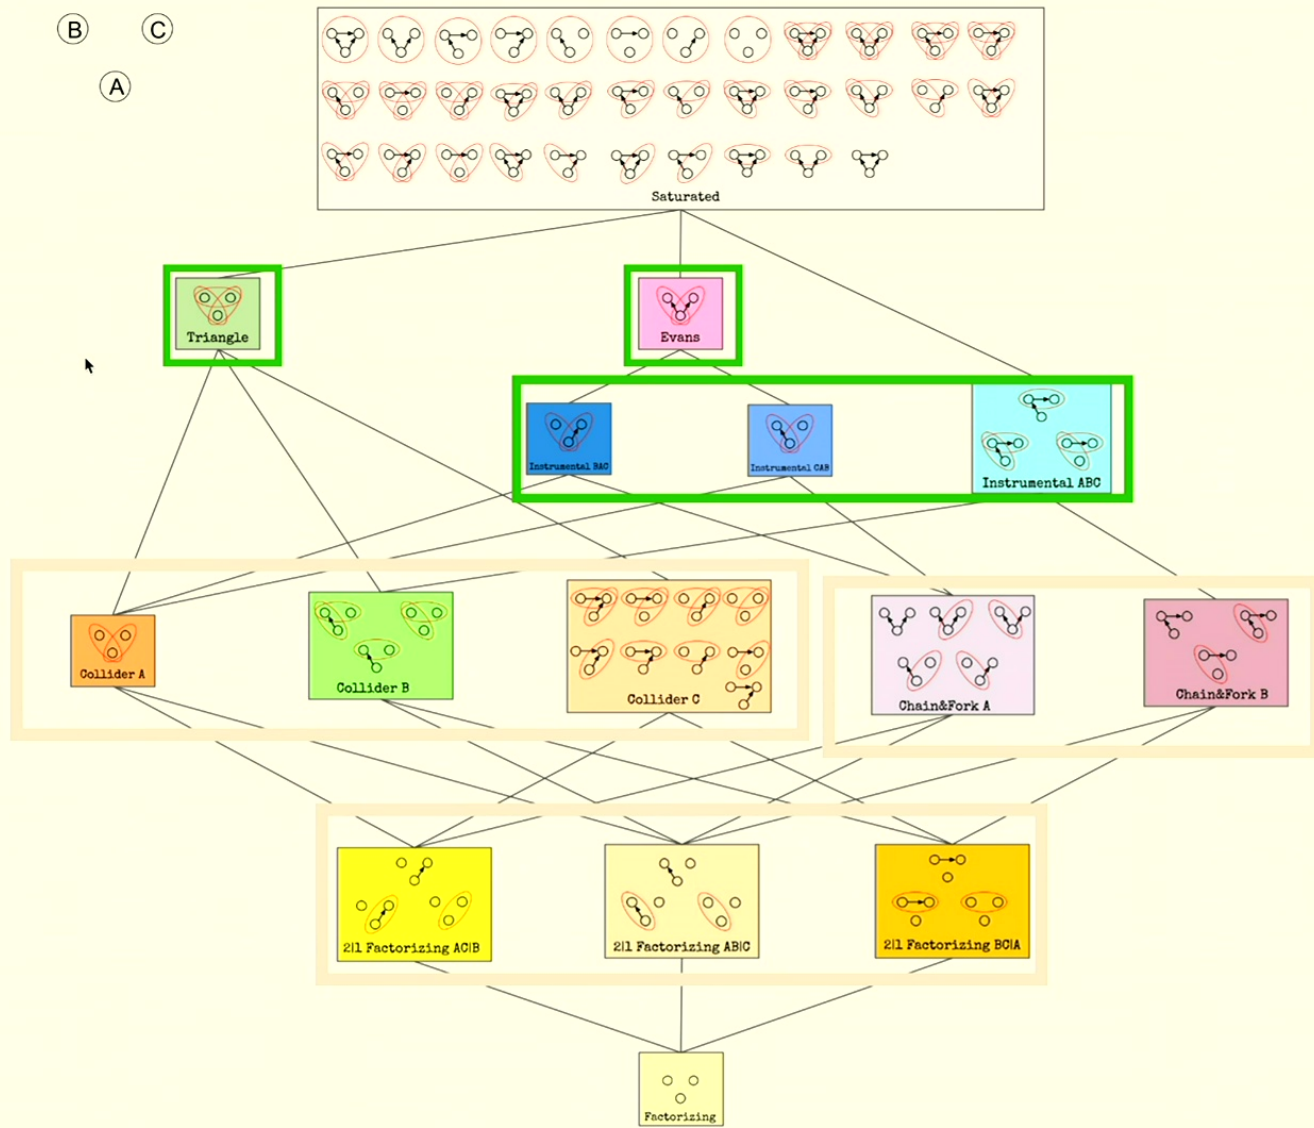 B
C
A
Saturated
Triangle
Evans
Instrumental BAC
Instrumental CAB
Instrumental ABC
Collider A
Collider B
Collider C
Chain&Fork A
Chain&Fork B
2|1 Factorizing AC|B
2|1 Factorizing AB|C
2|1 Factorizing BC|A
Factorizing